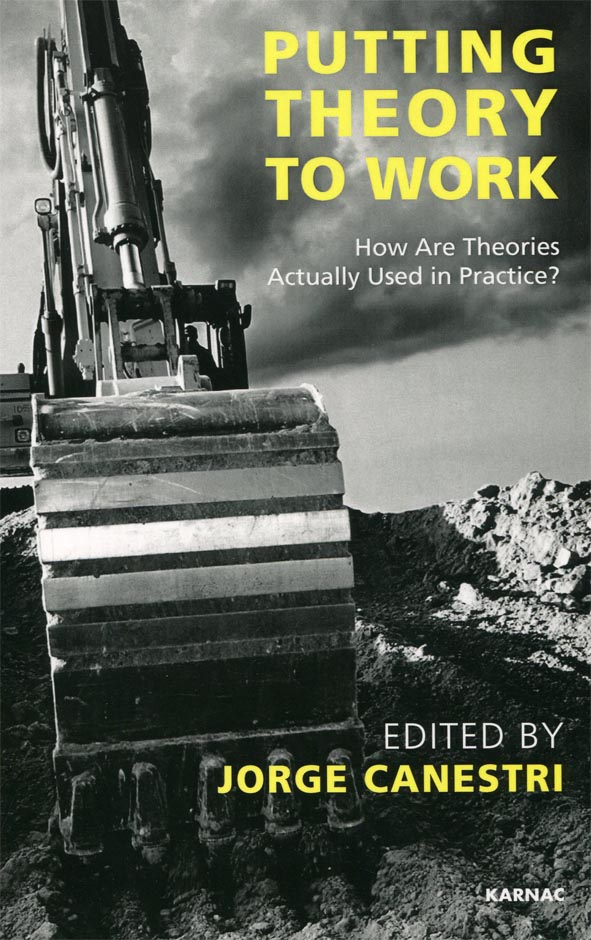 PUTTING
THEORY
TO WORK
How Are Theories
Actually Used in Practice?
EDITED BY
JORGE CANESTRI
KARNAC